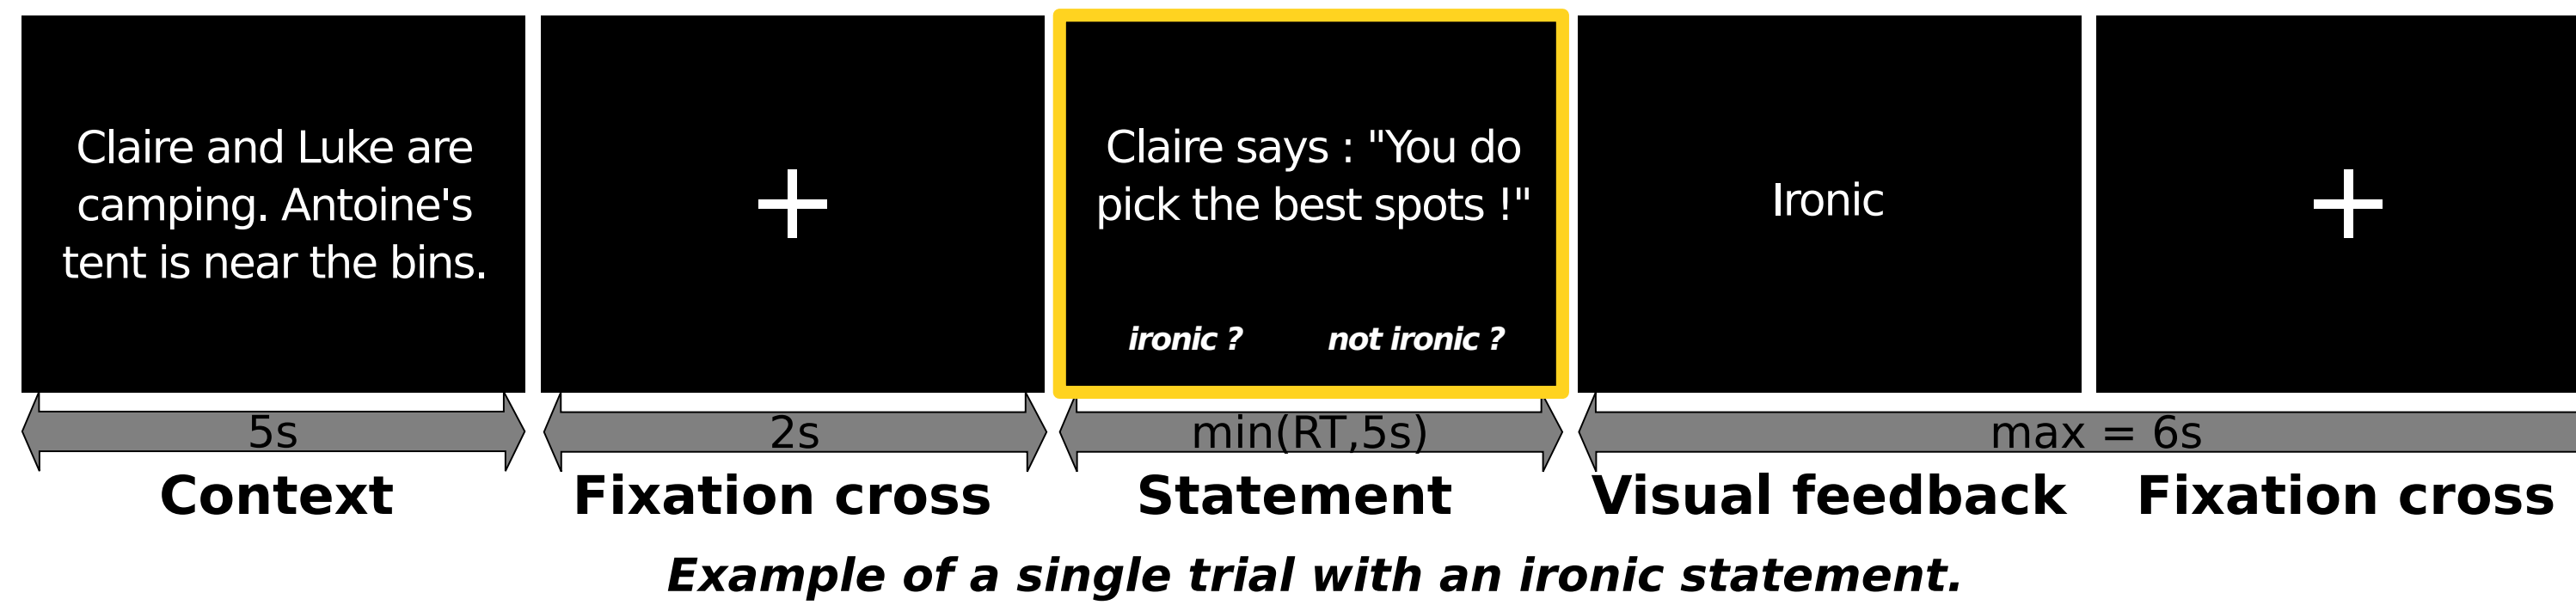 Claire and Luke are
camping. Antoine's
tent is near the bins.
Claire says : "You do
pick the best spots !"
ironic ?
not ironic ?
Ironic
5s
2s
min(RT,5s)
max = 6s
Context
Fixation cross
Statement
Visual feedback
Fixation cross
Example of a single trial with an ironic statement.